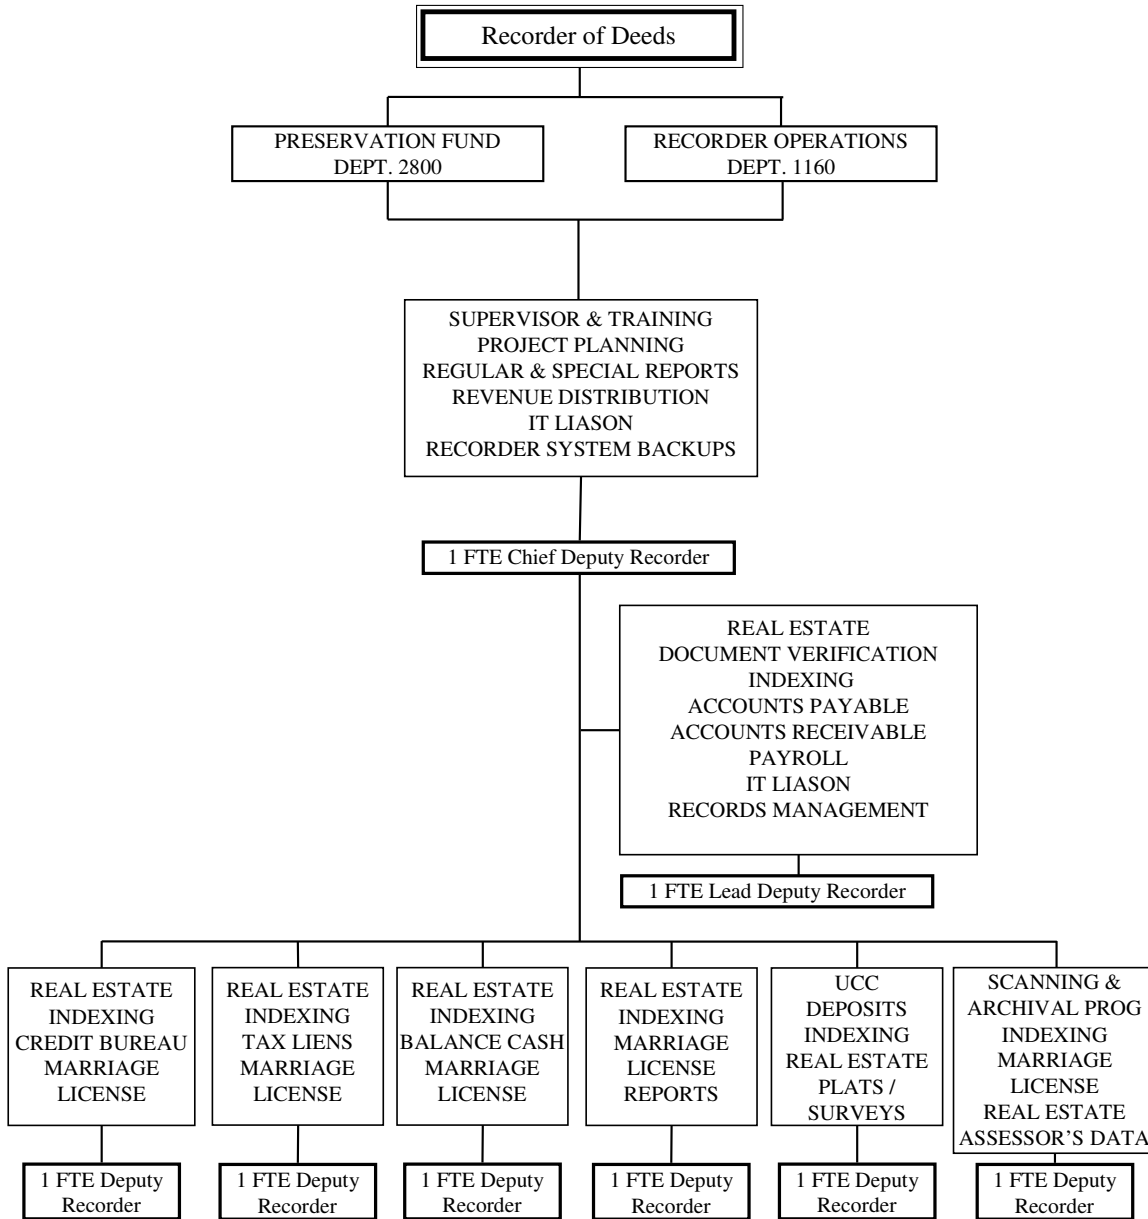 Recorder of Deeds
PRESERVATION FUND
DEPT. 2800
RECORDER OPERATIONS
DEPT. 1160
SUPERVISOR & TRAINING
PROJECT PLANNING
REGULAR & SPECIAL REPORTS
REVENUE DISTRIBUTION
IT LIASON
RECORDER SYSTEM BACKUPS
1 FTE Chief Deputy Recorder
REAL ESTATE
DOCUMENT VERIFICATION
INDEXING
ACCOUNTS PAYABLE
ACCOUNTS RECEIVABLE
PAYROLL
IT LIASON
RECORDS MANAGEMENT
1 FTE Lead Deputy Recorder
REAL ESTATE
INDEXING
CREDIT BUREAU
MARRIAGE
LICENSE
1 FTE Deputy
Recorder
REAL ESTATE
INDEXING
TAX LIENS
MARRIAGE
LICENSE
1 FTE Deputy
Recorder
REAL ESTATE
INDEXING
BALANCE CASH
MARRIAGE
LICENSE
1 FTE Deputy
Recorder
REAL ESTATE
INDEXING
MARRIAGE
LICENSE
REPORTS
1 FTE Deputy
Recorder
UCC
DEPOSITS
INDEXING
REAL ESTATE
PLATS /
SURVEYS
1 FTE Deputy
Recorder
SCANNING &
ARCHIVAL PROG
INDEXING
MARRIAGE
LICENSE
REAL ESTATE
ASSESSOR'S DATA
1 FTE Deputy
Recorder